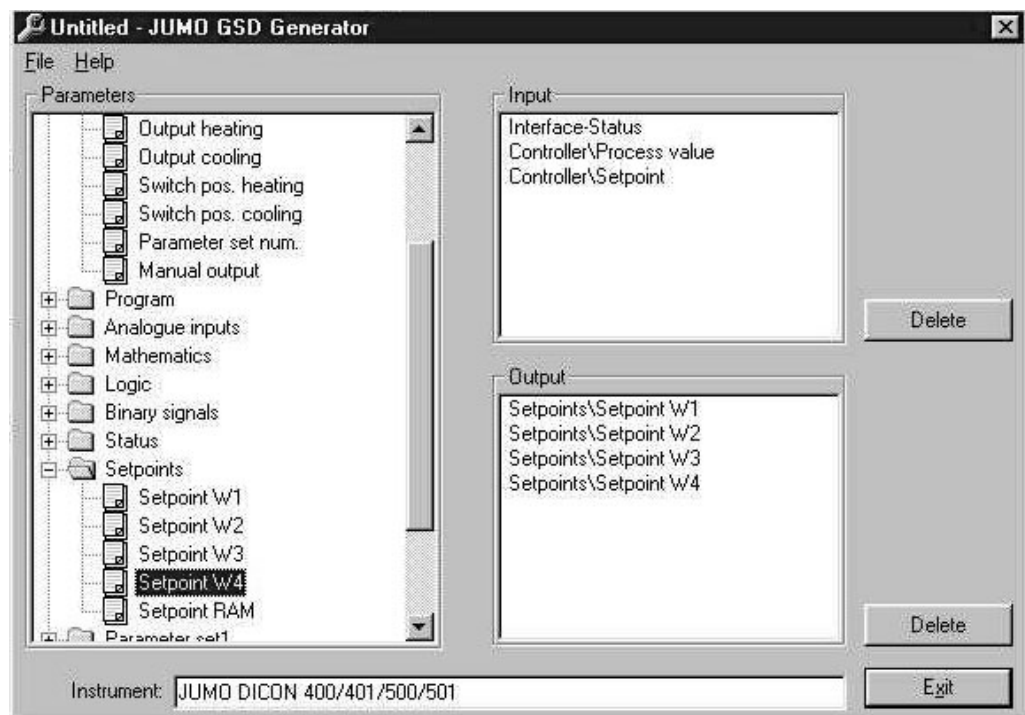 Untitled - JUMO GSD Generator
File Help
Parameters
Output heating
Output cooling
Switch pos. heating
Switch pos. cooling
Parameter set num.
Manual output
Program
Analogue inputs
Mathematics
Logic
Binary signals
Status
Setpoints
Setpoint W1
Setpoint W2
Setpoint W3
Setpoint W4
Setpoint RAM
Parameter set1
Input
Interface-Status
Controller\Process value
Controller\Setpoint
Delete
Output
Setpoints\Setpoint W1
Setpoints\Setpoint W2
Setpoints\Setpoint W3
Setpoints\Setpoint W4
Delete
Instrument: JUMO DICON 400/401/500/501
Exit